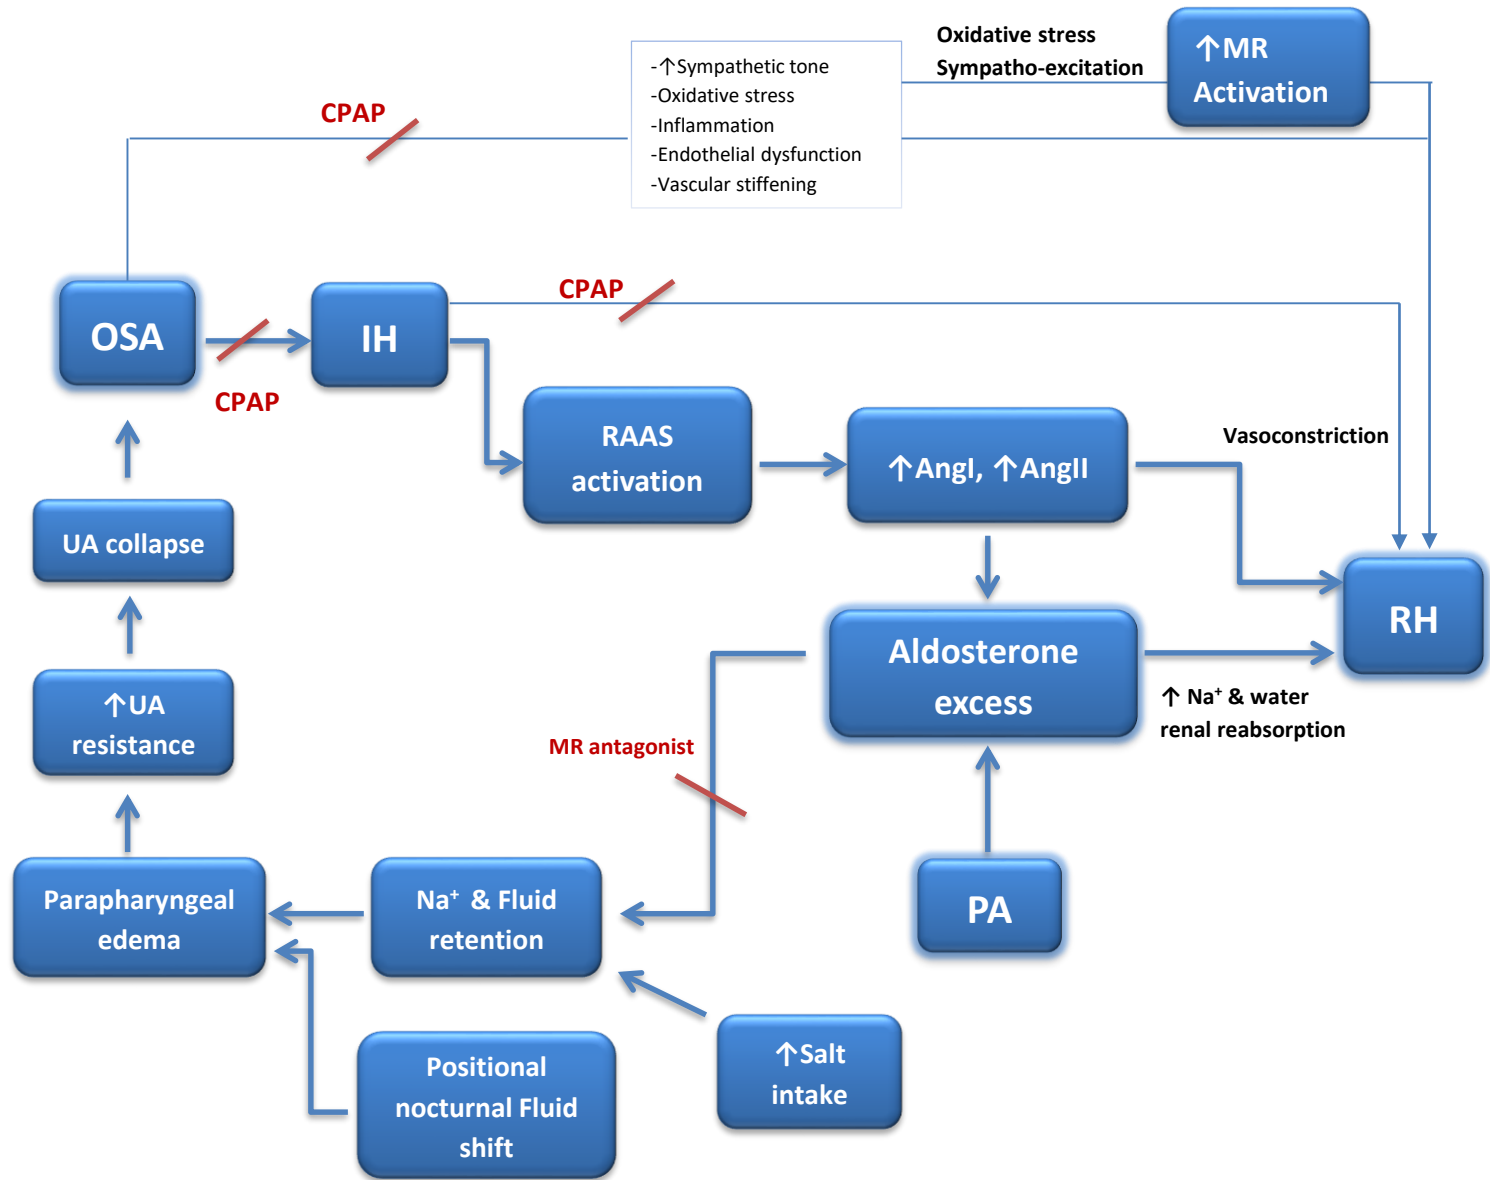 Oxidative stress
Sympatho-excitation
↑MR
Activation
-↑Sympathetic tone
-Oxidative stress
-Inflammation
-Endothelial dysfunction
-Vascular stiffening
CPAP
OSA
CPAP
IH
CPAP
RAAS
activation
↑AngI, ↑AngII
Vasoconstriction
UA collapse
RH
Aldosterone
excess
↑ Na⁺ & water
renal reabsorption
↑UA
resistance
MR antagonist
Parapharyngeal
edema
Na⁺ & Fluid
retention
PA
Positional
nocturnal Fluid
shift
↑Salt
intake